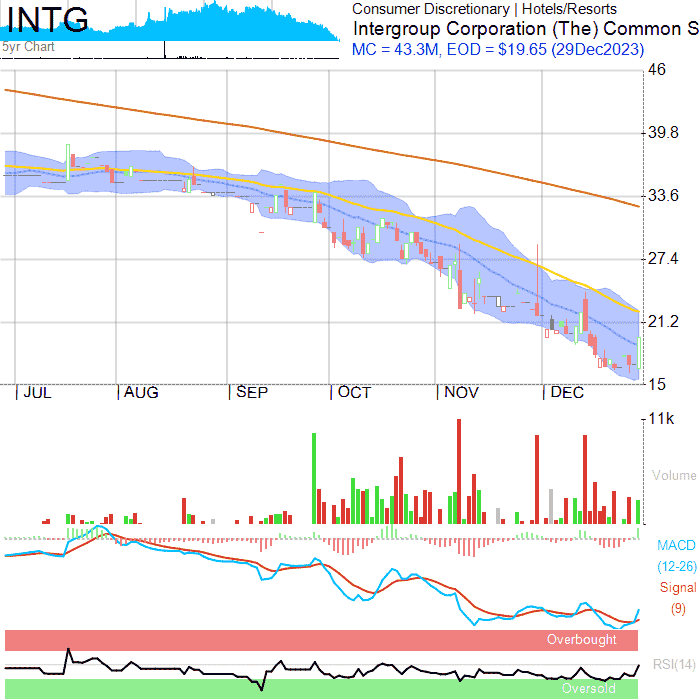 INTG
5yr Chart
Consumer Discretionary | Hotels/Resorts
Intergroup Corporation (The) Common S
MC = 43.3M, EOD = $19.65 (29Dec2023)
46
39.8
33.6
27.4
21.2
15
JUL AUG SEP OCT NOV DEC
11k
Volume
MACD
(12-26)
Signal
(9)
Overbought
RSI(14)
Oversold